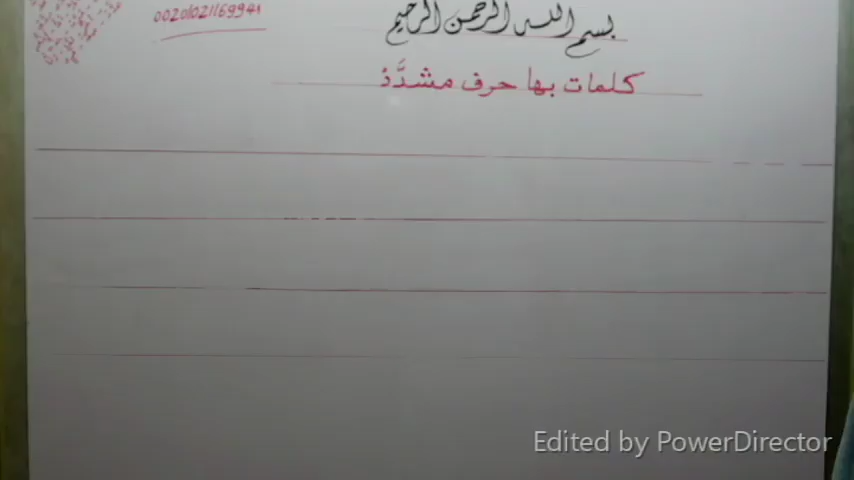 بسم الله الرحمن الرحيم
00201021169941
كلمات بها حرف مشدَّد
Edited by PowerDirector